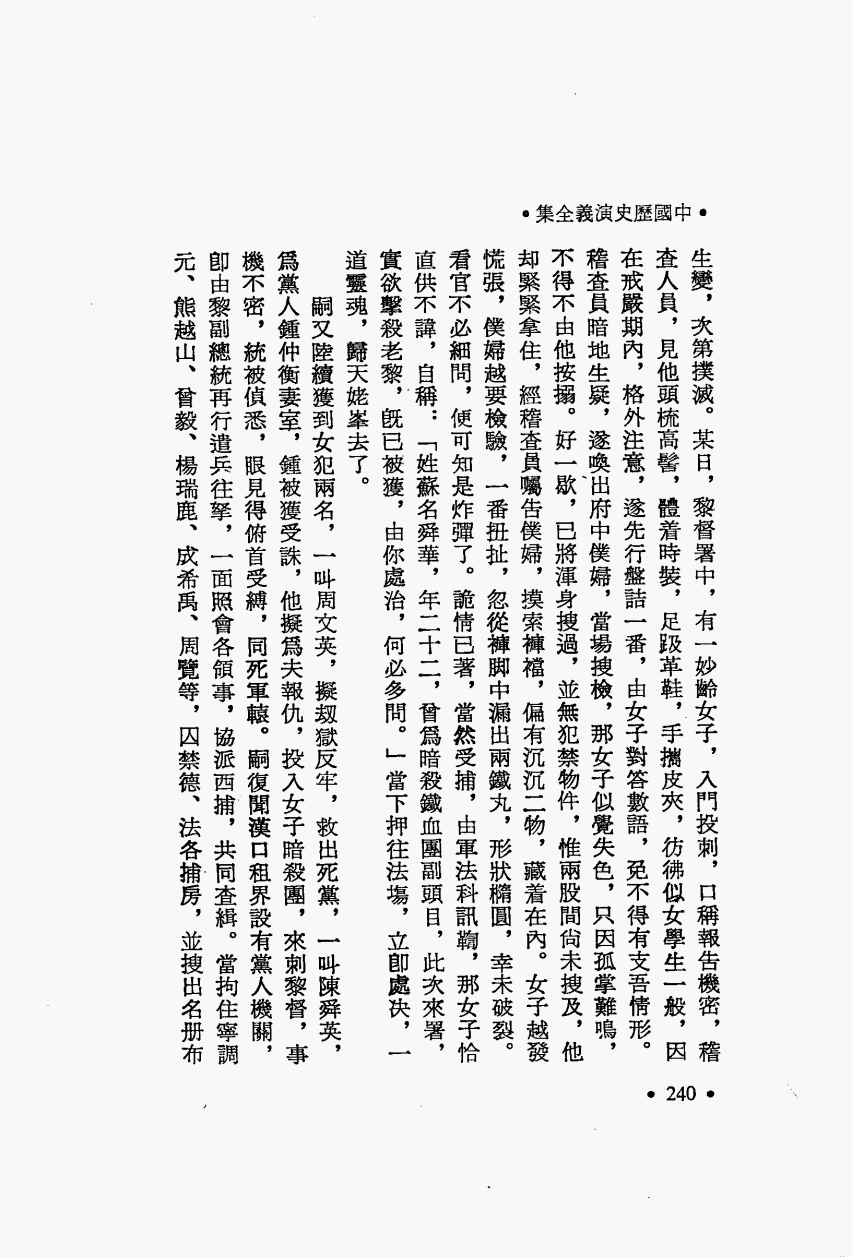 •中國歷史演義全集•
生變，次第撲滅。某日，黎督署中，有一妙齡女子，入門投刺，口稱報告機密，稽
查人員，見他頭梳高髻，體着時裝，足趿革鞋，手攜皮夾，彷彿似女學生一般，因
在戒嚴期內，格外注意，遂先行盤詰一番，由女子對答數語，免不得有支吾情形。
稽查員暗地生疑，遂喚出府中僕婦，當場搜檢，那女子似覺失色，只因孤掌難鳴，
不得不由他按搦。好一歇，已將渾身搜過，並無犯禁物件，惟兩股間尙未搜及，他
却緊緊拿住，經稽查員囑告僕婦，摸索褲襠，偏有沉沉二物，藏着在內。女子越發
慌張，僕婦越要檢驗，一番扭扯，忽從褲脚中漏出兩鐵丸，形狀橢圓，幸未破裂。
看官不必細問，便可知是炸彈了。詭情已著，當然受捕，由軍法科訊鞫，那女子恰
直供不諱，自稱：「姓蘇名舜華，年二十二，曾爲暗殺鐵血團副頭目，此次來署，
實欲擊殺老黎，旣已被獲，由你處治，何必多問。」當下押往法塲，立卽處决，一
道靈魂，歸天姥峯去了。
嗣又陸續獲到女犯兩名，一叫周文英，擬刼獄反牢，救出死黨，一叫陳舜英，
爲黨人鍾仲衡妻室，鍾被獲受誅，他擬爲夫報仇，投入女子暗殺團，來刺黎督，事
機不密，統被偵悉，眼見得俯首受縛，同死軍轅。嗣復聞漢口租界設有黨人機關，
卽由黎副總統再行遣兵往拏，一面照會各領事，協派西捕，共同查緝。當拘住寧調
元、熊越山、曾毅、楊瑞鹿、成希禹、周覽等，囚禁德、法各捕房，並搜出名册布
•240•